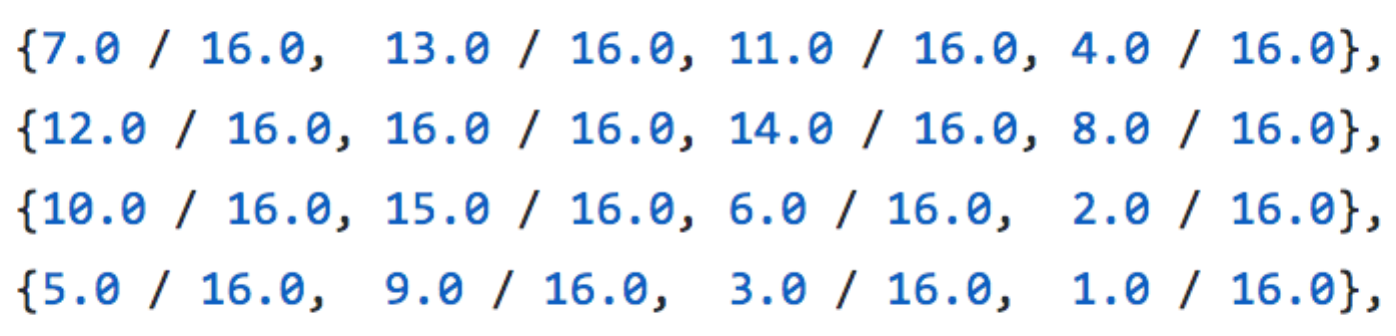 {7.0 / 16.0,  13.0 / 16.0, 11.0 / 16.0, 4.0 / 16.0},
{12.0 / 16.0, 16.0 / 16.0, 14.0 / 16.0, 8.0 / 16.0},
{10.0 / 16.0, 15.0 / 16.0, 6.0 / 16.0,  2.0 / 16.0},
{5.0 / 16.0,  9.0 / 16.0,  3.0 / 16.0,  1.0 / 16.0},